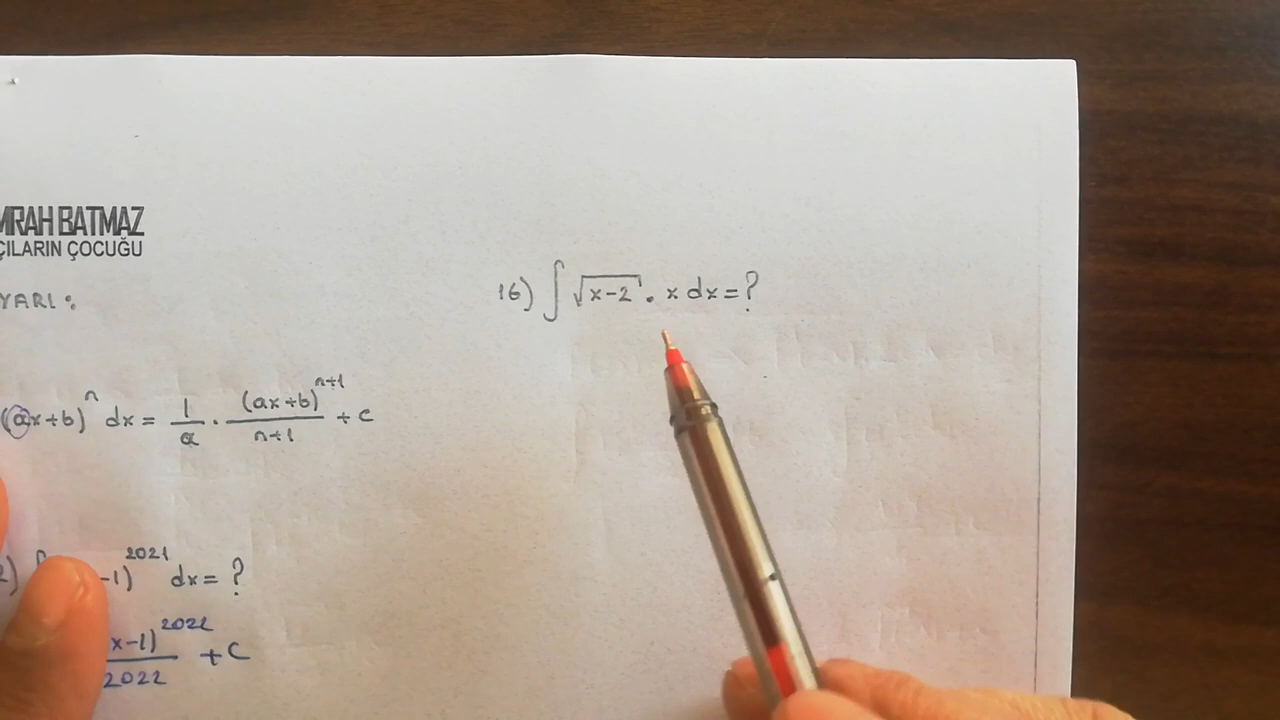 MRAH BATMAZ
ÇILARIN ÇOCUĞU
YARI:
(ax+b)^n dx = 1/a · (ax+b)^{n+1}/(n+1) + c
2) ∫ -1)^{2021} dx = ?
x-1)^{2022}/2022 + C
16) ∫ √(x-2) · x dx = ?